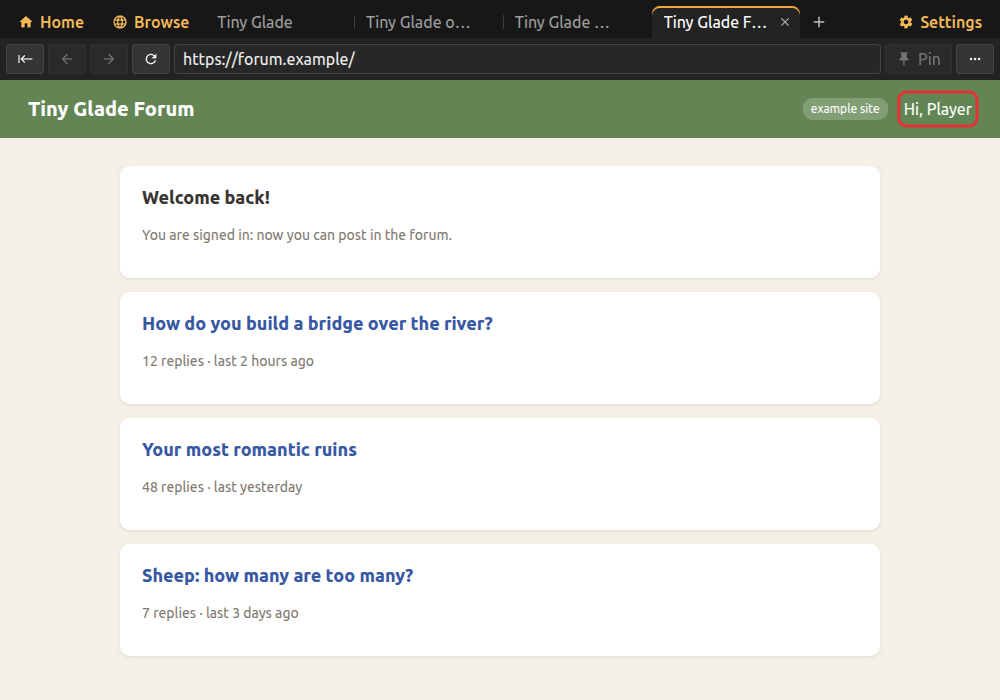 Home
Browse
Tiny Glade
Tiny Glade o...
Tiny Glade ...
Tiny Glade F...
Settings
https://forum.example/
Pin
Tiny Glade Forum
example site
Hi, Player
Welcome back!
You are signed in: now you can post in the forum.
How do you build a bridge over the river?
12 replies · last 2 hours ago
Your most romantic ruins
48 replies · last yesterday
Sheep: how many are too many?
7 replies · last 3 days ago